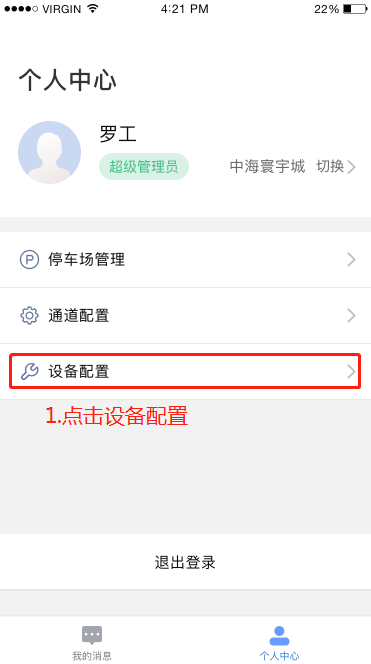 VIRGIN 4:21 PM 22%
个人中心
罗工
超级管理员 中海寰宇城 切换
停车场管理
通道配置
设备配置
1.点击设备配置
退出登录
我的消息 个人中心